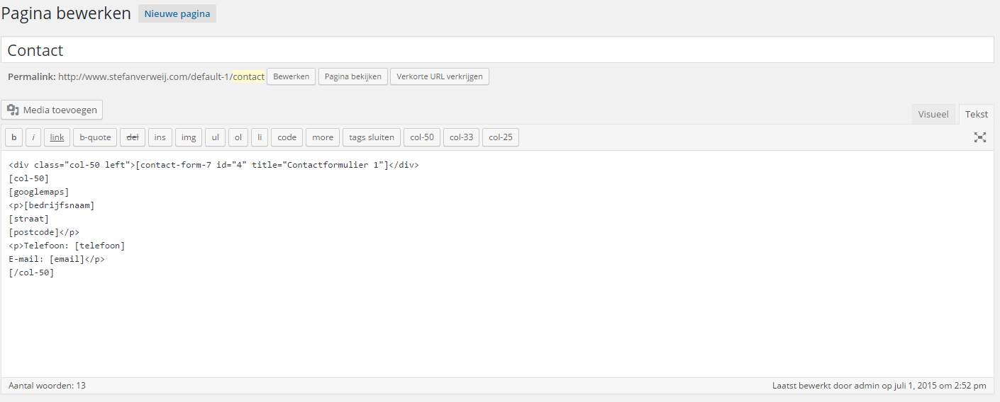 Pagina bewerken Nieuwe pagina
Contact
Permalink: http://www.stefanverweij.com/default-1/contact Bewerken Pagina bekijken Verkorte URL verkrijgen
Media toevoegen
Visueel Tekst
b i link b-quote del ins img ul ol li code more tags sluiten col-50 col-33 col-25
<div class="col-50 left">[contact-form-7 id="4" title="Contactformulier 1"]</div>
[col-50]
[googlemaps]
<p>[bedrijfsnaam]
[straat]
[postcode]</p>
<p>Telefoon: [telefoon]
E-mail: [email]</p>
[/col-50]
Aantal woorden: 13 Laatst bewerkt door admin op juli 1, 2015 om 2:52 pm